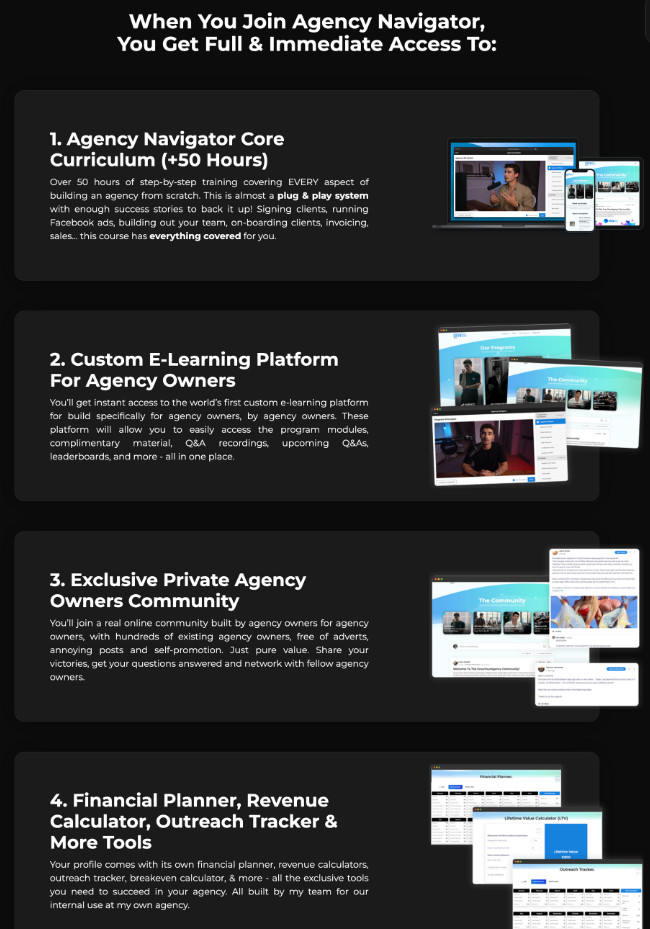 When You Join Agency Navigator,
You Get Full & Immediate Access To:
1. Agency Navigator Core
Curriculum (+50 Hours)
Over 50 hours of step-by-step training covering EVERY aspect of
building an agency from scratch. This is almost a plug & play system
with enough success stories to back it up! Signing clients, running
Facebook ads, building out your team, on-boarding clients, invoicing,
sales... this course has everything covered for you.
The Community
2. Custom E-Learning Platform
For Agency Owners
You'll get instant access to the world's first custom e-learning platform
for build specifically for agency owners, by agency owners. These
platform will allow you to easily access the program modules,
complimentary material, Q&A recordings, upcoming Q&As,
leaderboards, and more - all in one place.
Our Programs
The Community
3. Exclusive Private Agency
Owners Community
You'll join a real online community built by agency owners for agency
owners, with hundreds of existing agency owners, free of adverts,
annoying posts and self-promotion. Just pure value. Share your
victories, get your questions answered and network with fellow agency
owners.
The Community
4. Financial Planner, Revenue
Calculator, Outreach Tracker &
More Tools
Your profile comes with its own financial planner, revenue calculators,
outreach tracker, breakeven calculator, & more - all the exclusive tools
you need to succeed in your agency. All built by my team for our
internal use at my own agency.
Financial Planner.
Lifetime Value Calculator (LTV)
Lifetime Value
Outreach Tracker.